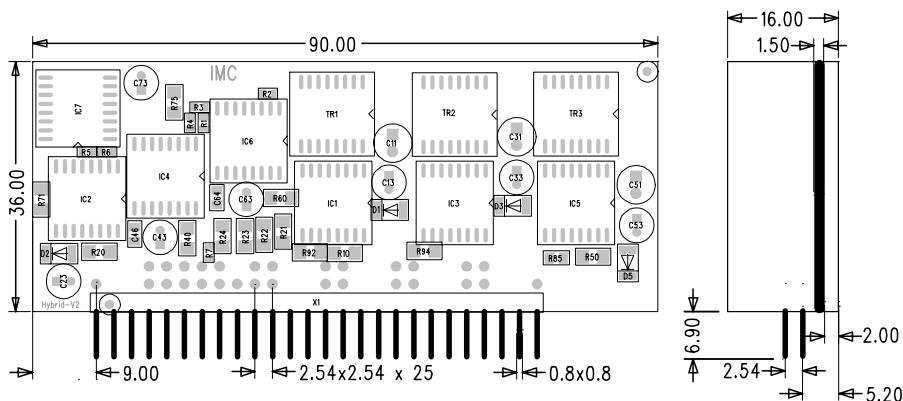 90.00
16.00
1.50
IMC
36.00
IC7
C73
R75
R2
R3
R4
R1
TR1
TR2
TR3
R5
R6
IC6
C11
C31
IC2
IC4
IC1
IC3
IC5
R71
C64
C63
R60
C13
C33
C51
D1
D3
C53
C46
C43
R40
R24
R23
R22
R21
R7
D2
R20
R92
R10
R94
R85
R50
D5
C23
Hybrid-V2
X1
6.90
2.00
9.00
2.54x2.54 x 25
0.8x0.8
2.54
5.20